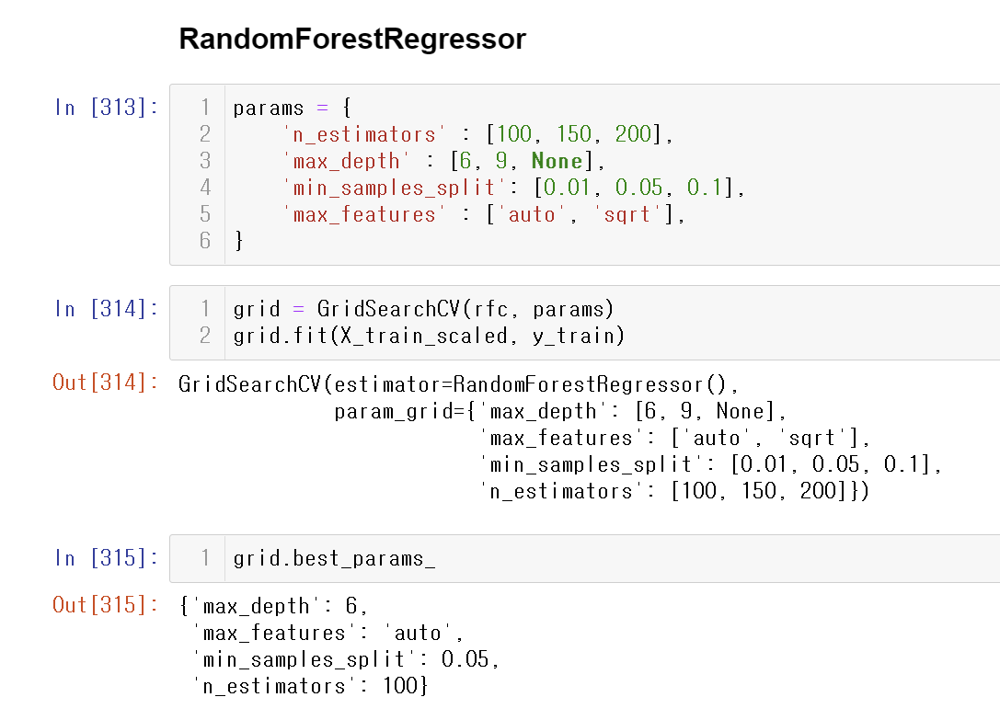 RandomForestRegressor
In [313]:
1 params = {
2     'n_estimators' : [100, 150, 200],
3     'max_depth' : [6, 9, None],
4     'min_samples_split': [0.01, 0.05, 0.1],
5     'max_features' : ['auto', 'sqrt'],
6 }
In [314]:
1 grid = GridSearchCV(rfc, params)
2 grid.fit(X_train_scaled, y_train)
Out[314]: GridSearchCV(estimator=RandomForestRegressor(),
             param_grid={'max_depth': [6, 9, None],
                         'max_features': ['auto', 'sqrt'],
                         'min_samples_split': [0.01, 0.05, 0.1],
                         'n_estimators': [100, 150, 200]})
In [315]:
1 grid.best_params_
Out[315]: {'max_depth': 6,
 'max_features': 'auto',
 'min_samples_split': 0.05,
 'n_estimators': 100}